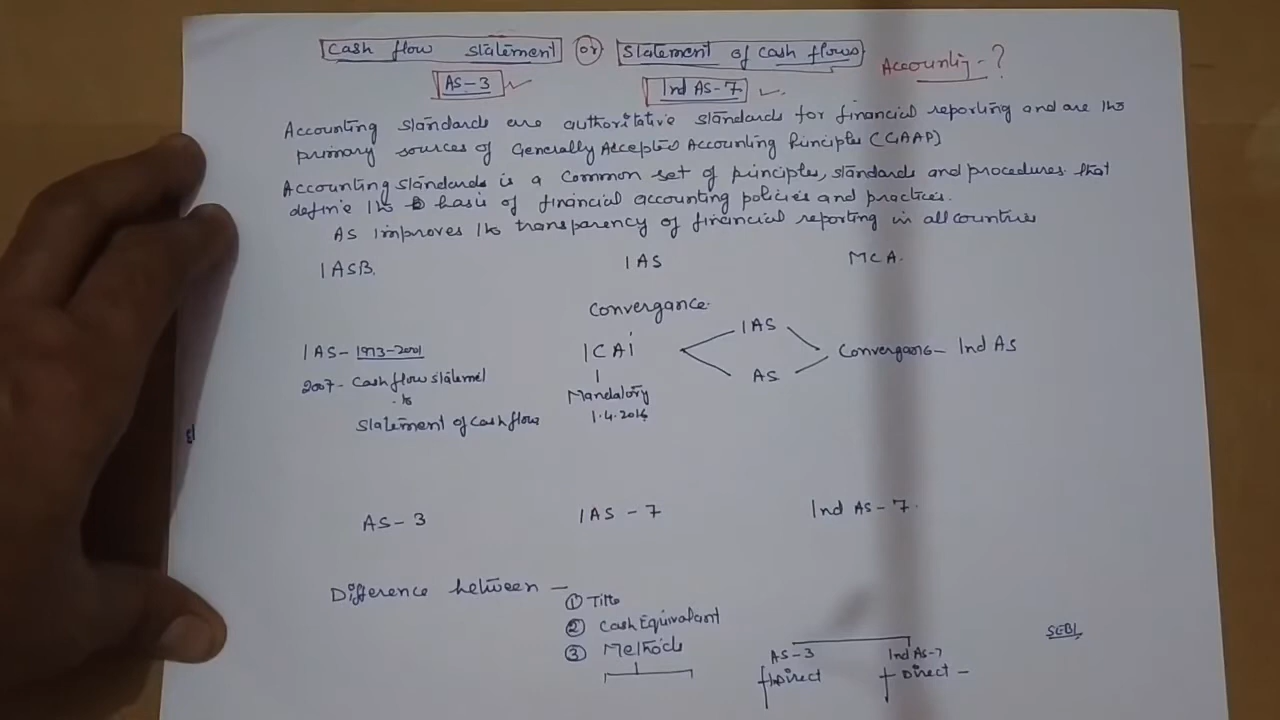 Cash flow statement or Statement of cash flows Accounting - ?
AS-3 Ind AS-7
Accounting standards are authoritative standards for financial reporting and are the
primary sources of Generally Accepted Accounting Principles (GAAP)
Accounting standards is a common set of principles, standards and procedures that
define the basis of financial accounting policies and practices.
AS improves the transparency of financial reporting in all countries
IASB. IAS MCA.
Convergance
IAS
IAS - 1973-2001 ICAI Convergans - Ind AS
AS
2007 - Cash flow statement
to
Mandatory
Statement of cash flows 1.4.2016
AS-3 IAS-7 Ind AS-7.
Difference between -
① Title
② Cash Equivalant
③ Methods
SEBI
AS-3 Ind AS-7
Direct Direct -